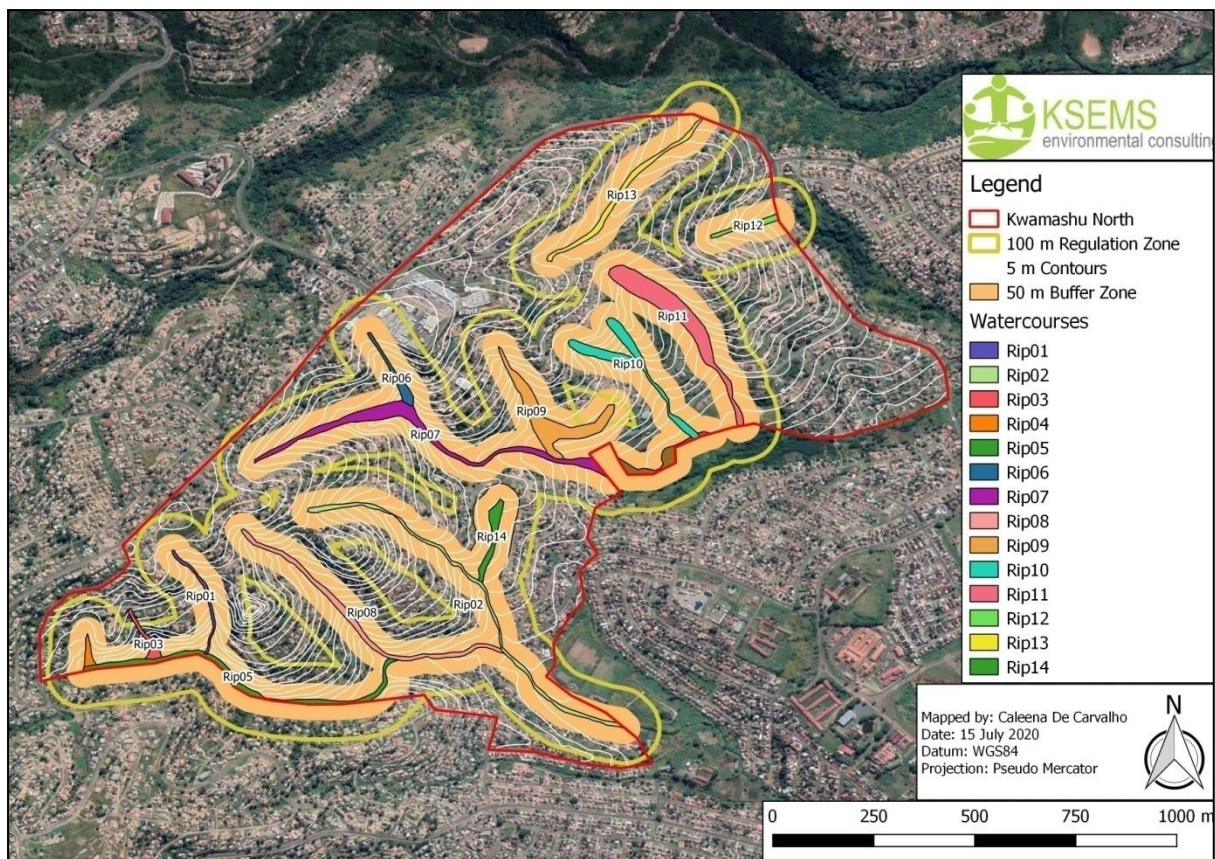 KSEMS
environmental consulting
Legend
Kwamashu North
100 m Regulation Zone
5 m Contours
50 m Buffer Zone
Watercourses
Rip01
Rip02
Rip03
Rip04
Rip05
Rip06
Rip07
Rip08
Rip09
Rip10
Rip11
Rip12
Rip13
Rip14
Mapped by: Caleena De Carvalho
Date: 15 July 2020
Datum: WGS84
Projection: Pseudo Mercator
N
0 250 500 750 1000 m
Rip13
Rip12
Rip11
Rip10
Rip06
Rip09
Rip07
Rip14
Rip01
Rip08
Rip02
Rip03
Rip05